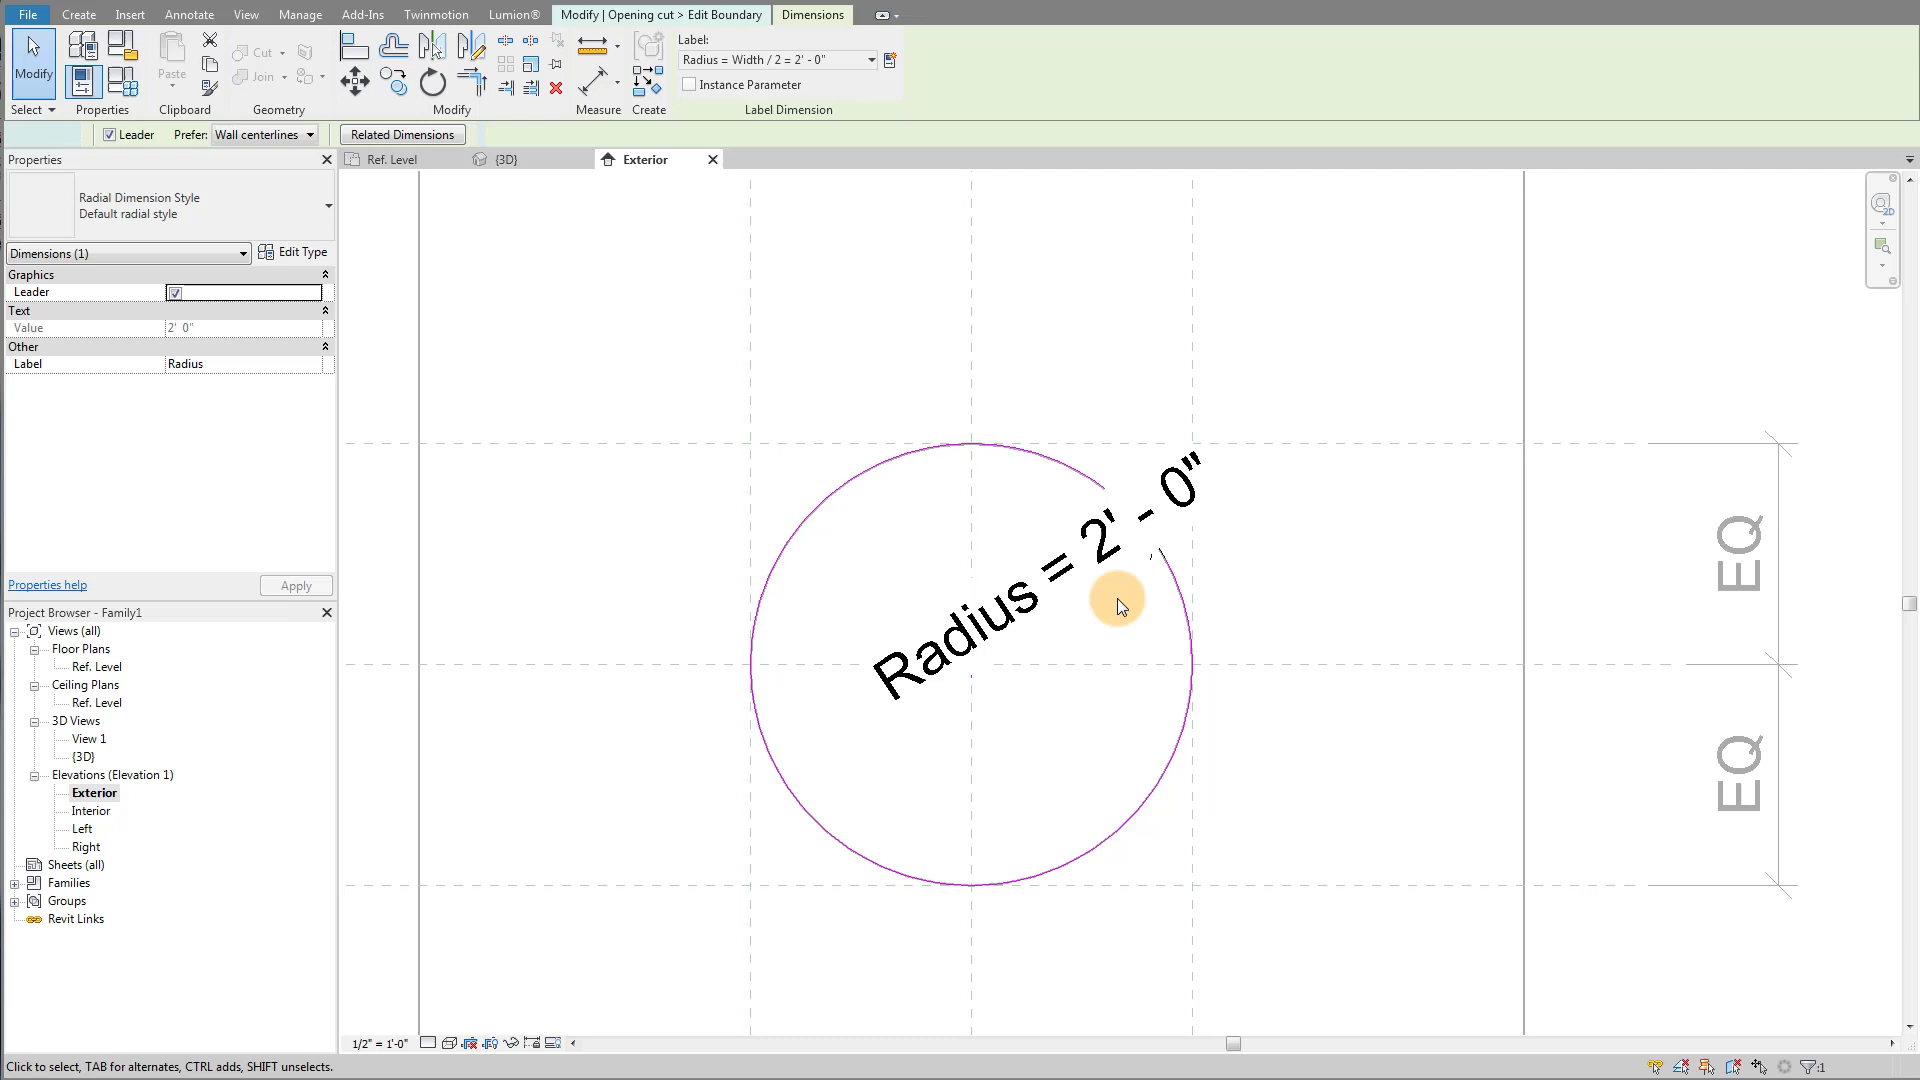 File Create Insert Annotate View Manage Add-Ins Twinmotion Lumion® Modify | Opening cut > Edit Boundary Dimensions
Label:
Radius = Width / 2 = 2' - 0"
Instance Parameter
Modify Paste Cut Join Measure Create
Select Properties Clipboard Geometry Modify Measure Create Label Dimension
Leader Prefer: Wall centerlines Related Dimensions
Properties
Ref. Level {3D} Exterior
2D
Radial Dimension Style
Default radial style
Dimensions (1) Edit Type
Graphics
Leader
Text
Value 2' 0"
Other
Label Radius
Radius = 2' - 0"
EQ
EQ
Properties help Apply
Project Browser - Family1
Views (all)
Floor Plans
Ref. Level
Ceiling Plans
Ref. Level
3D Views
View 1
{3D}
Elevations (Elevation 1)
Exterior
Interior
Left
Right
Sheets (all)
Families
Groups
Revit Links
1/2" = 1'-0"
Click to select, TAB for alternates, CTRL adds, SHIFT unselects.
:1